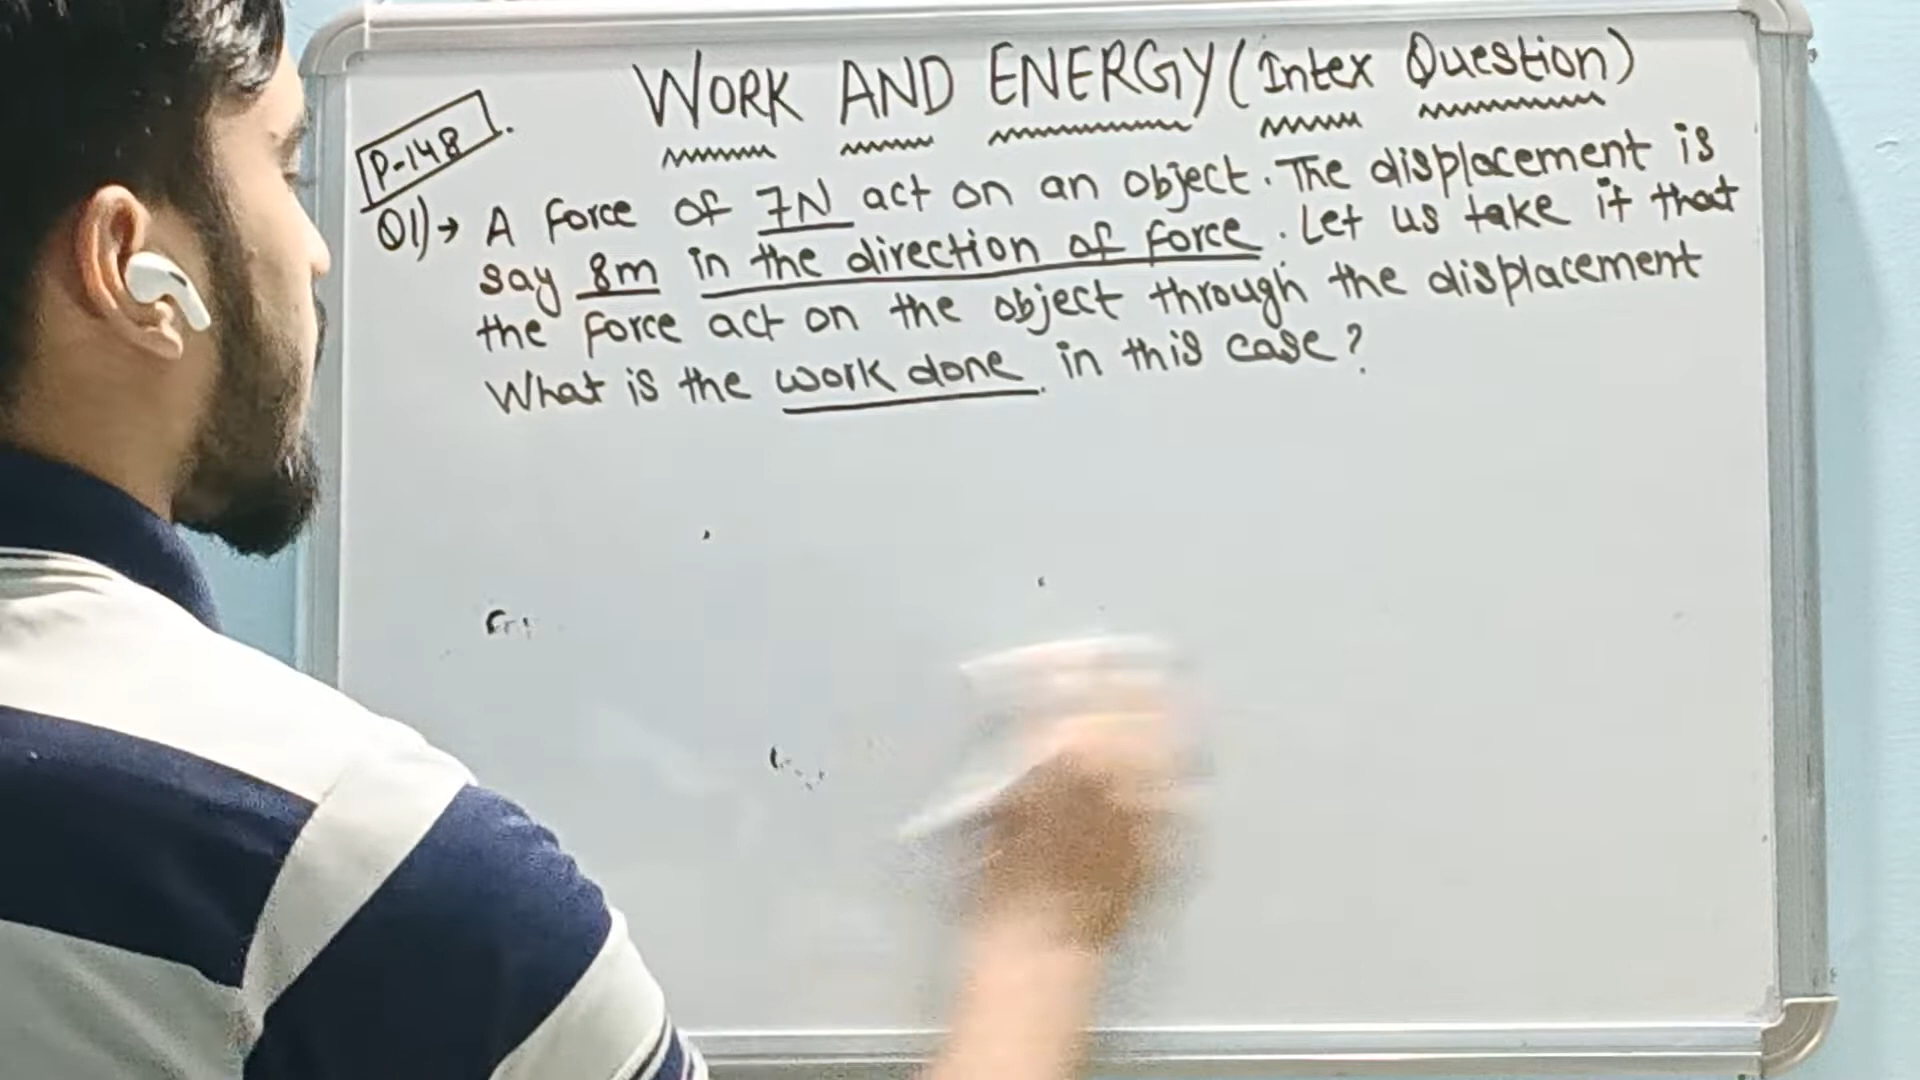 WORK AND ENERGY (Intex Question)
P-148
Q1)→ A force of 7N act on an object. The displacement is
say 8m in the direction of force. Let us take it that
the force act on the object through the displacement
What is the work done in this case?